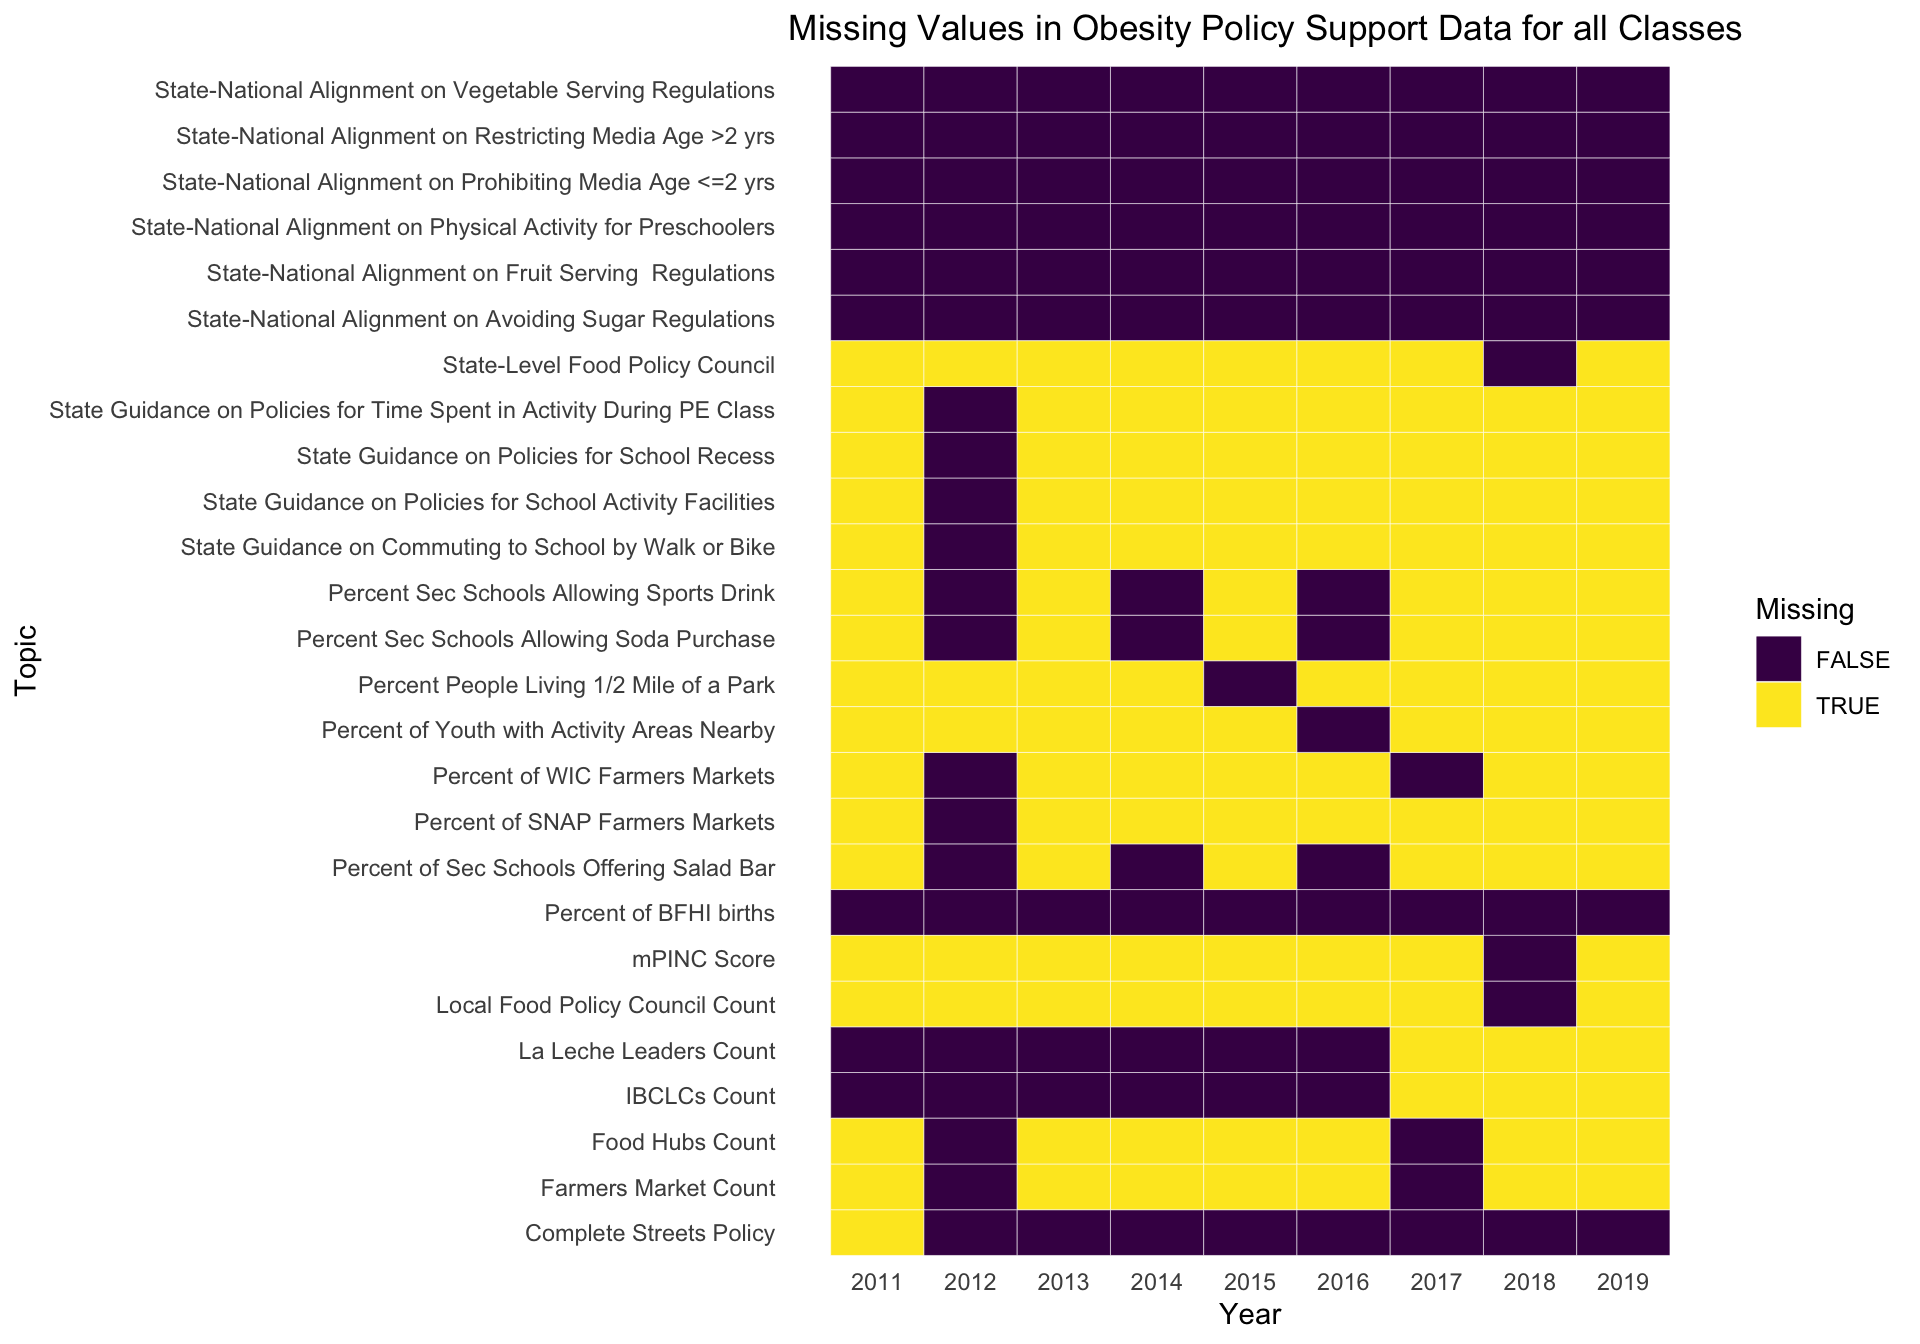 Missing Values in Obesity Policy Support Data for all Classes
State-National Alignment on Vegetable Serving Regulations
State-National Alignment on Restricting Media Age >2 yrs
State-National Alignment on Prohibiting Media Age <=2 yrs
State-National Alignment on Physical Activity for Preschoolers
State-National Alignment on Fruit Serving  Regulations
State-National Alignment on Avoiding Sugar Regulations
State-Level Food Policy Council
State Guidance on Policies for Time Spent in Activity During PE Class
State Guidance on Policies for School Recess
State Guidance on Policies for School Activity Facilities
State Guidance on Commuting to School by Walk or Bike
Percent Sec Schools Allowing Sports Drink
Percent Sec Schools Allowing Soda Purchase
Percent People Living 1/2 Mile of a Park
Percent of Youth with Activity Areas Nearby
Percent of WIC Farmers Markets
Percent of SNAP Farmers Markets
Percent of Sec Schools Offering Salad Bar
Percent of BFHI births
mPINC Score
Local Food Policy Council Count
La Leche Leaders Count
IBCLCs Count
Food Hubs Count
Farmers Market Count
Complete Streets Policy
Topic
2011 2012 2013 2014 2015 2016 2017 2018 2019
Year
Missing
FALSE
TRUE